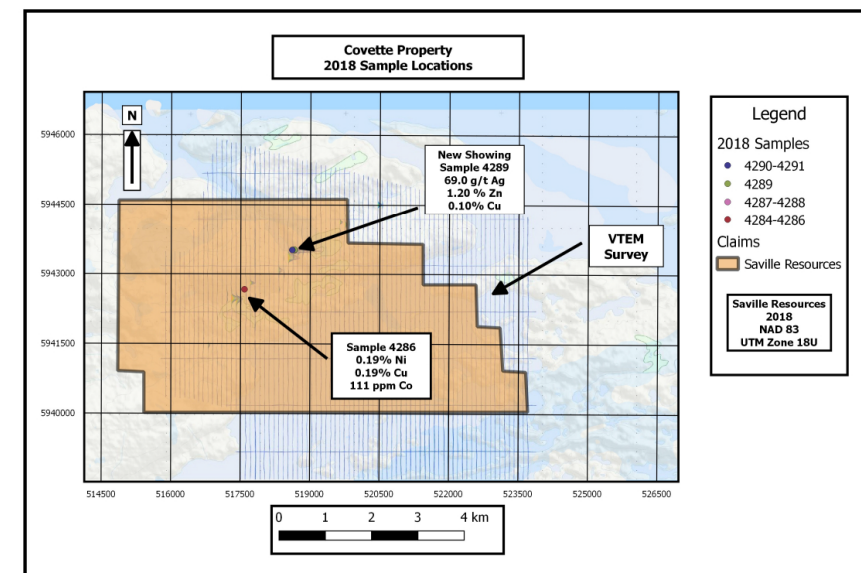 Covette Property
2018 Sample Locations
N
5946000
5944500
5943000
5941500
5940000
New Showing
Sample 4289
69.0 g/t Ag
1.20 % Zn
0.10% Cu
VTEM
Survey
Sample 4286
0.19% Ni
0.19% Cu
111 ppm Co
514500 516000 517500 519000 520500 522000 523500 525000 526500
0 1 2 3 4 km
Legend
2018 Samples
4290-4291
4289
4287-4288
4284-4286
Claims
Saville Resources
Saville Resources
2018
NAD 83
UTM Zone 18U